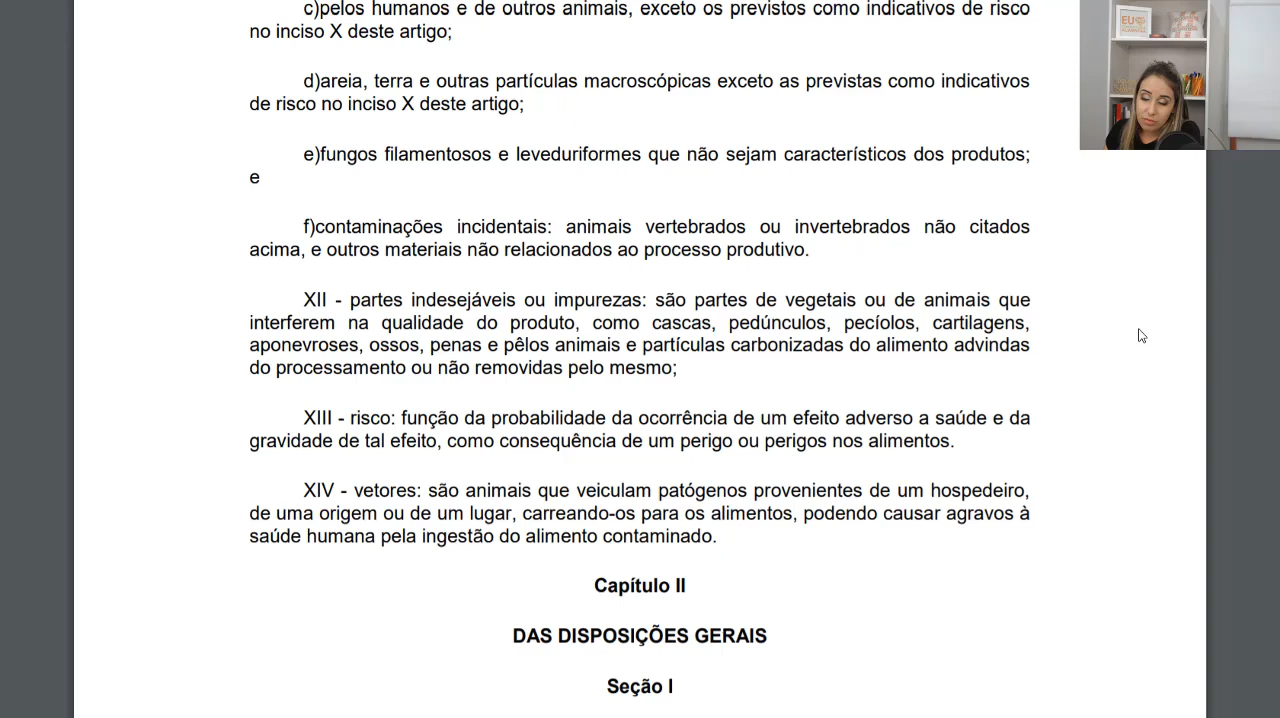 c)pelos humanos e de outros animais, exceto os previstos como indicativos de risco
no inciso X deste artigo;
d)areia, terra e outras partículas macroscópicas exceto as previstas como indicativos
de risco no inciso X deste artigo;
e)fungos filamentosos e leveduriformes que não sejam característicos dos produtos;
e
f)contaminações incidentais: animais vertebrados ou invertebrados não citados
acima, e outros materiais não relacionados ao processo produtivo.
XII - partes indesejáveis ou impurezas: são partes de vegetais ou de animais que
interferem na qualidade do produto, como cascas, pedúnculos, pecíolos, cartilagens,
aponevroses, ossos, penas e pêlos animais e partículas carbonizadas do alimento advindas
do processamento ou não removidas pelo mesmo;
XIII - risco: função da probabilidade da ocorrência de um efeito adverso a saúde e da
gravidade de tal efeito, como consequência de um perigo ou perigos nos alimentos.
XIV - vetores: são animais que veiculam patógenos provenientes de um hospedeiro,
de uma origem ou de um lugar, carreando-os para os alimentos, podendo causar agravos à
saúde humana pela ingestão do alimento contaminado.
Capítulo II
DAS DISPOSIÇÕES GERAIS
Seção I
EU